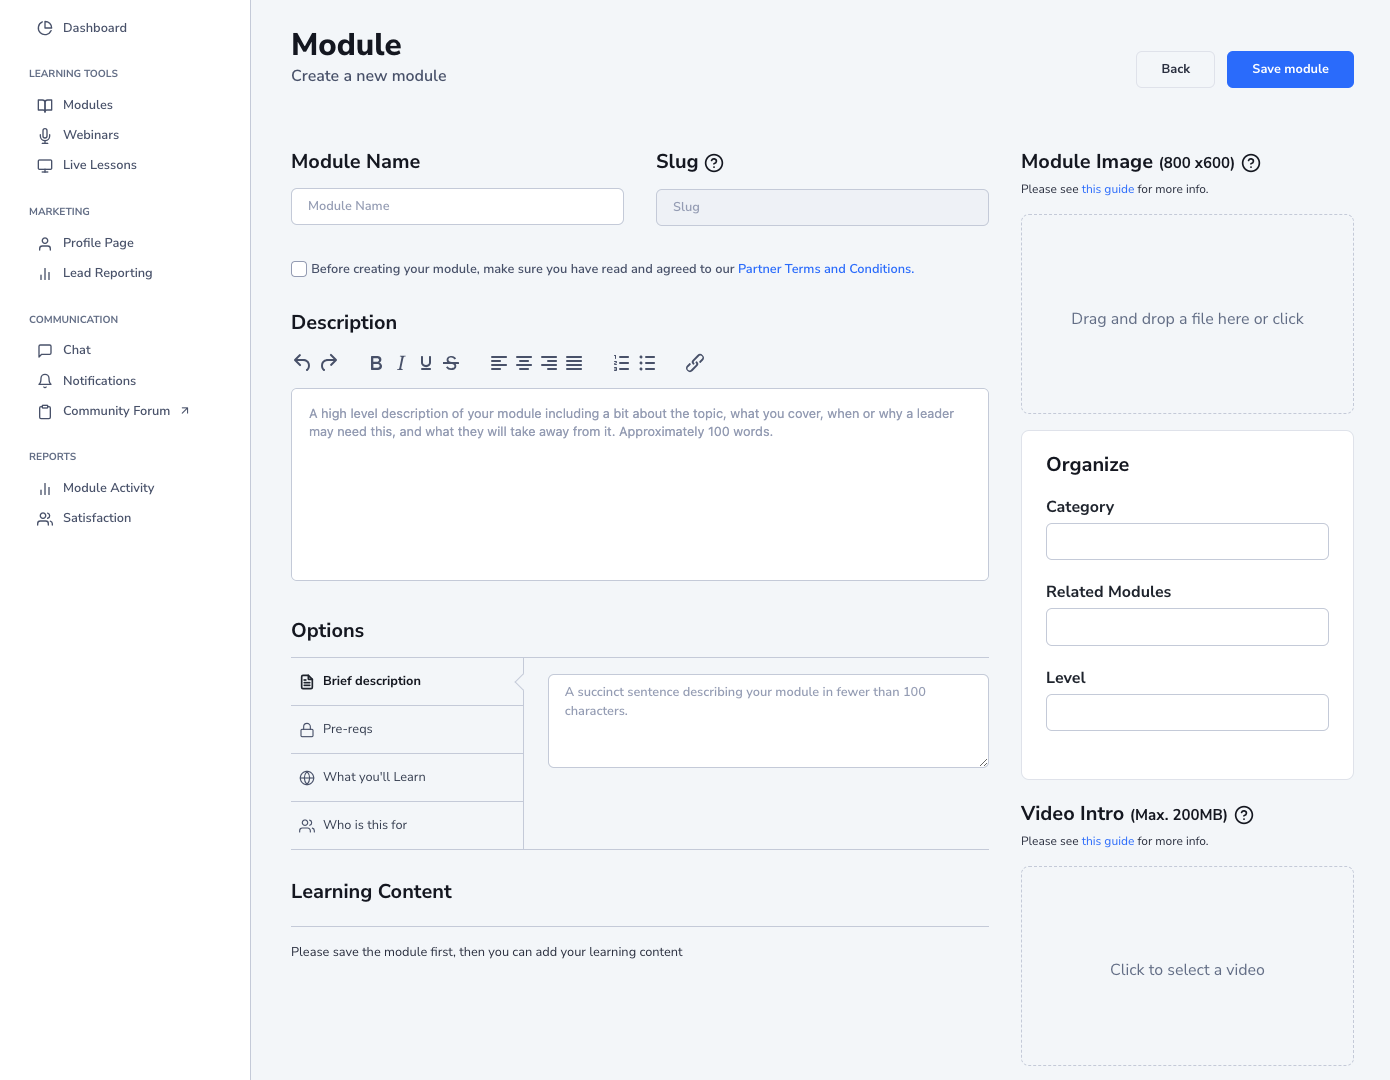 Dashboard
LEARNING TOOLS
Modules
Webinars
Live Lessons
MARKETING
Profile Page
Lead Reporting
COMMUNICATION
Chat
Notifications
Community Forum
REPORTS
Module Activity
Satisfaction
Module
Create a new module
Back
Save module
Module Name
Module Name
Slug
Slug
Before creating your module, make sure you have read and agreed to our Partner Terms and Conditions.
Description
A high level description of your module including a bit about the topic, what you cover, when or why a leader
may need this, and what they will take away from it. Approximately 100 words.
Options
Brief description
Pre-reqs
What you'll Learn
Who is this for
A succinct sentence describing your module in fewer than 100
characters.
Learning Content
Please save the module first, then you can add your learning content
Module Image (800 x600)
Please see this guide for more info.
Drag and drop a file here or click
Organize
Category
Related Modules
Level
Video Intro (Max. 200MB)
Please see this guide for more info.
Click to select a video